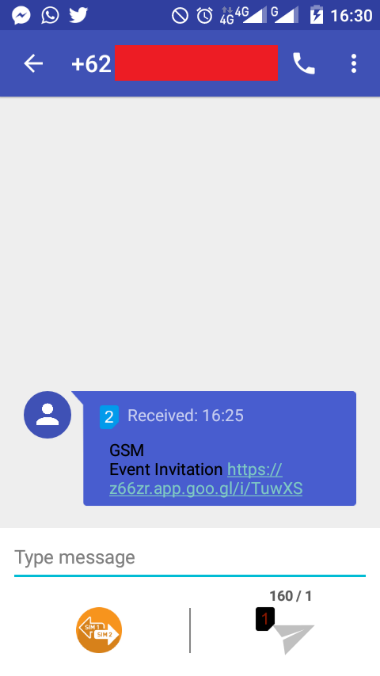 4G 4G G 16:30
+62
2 Received: 16:25
GSM
Event Invitation https://
z66zr.app.goo.gl/i/TuwXS
Type message
160 / 1
SIM 1 SIM 2
1